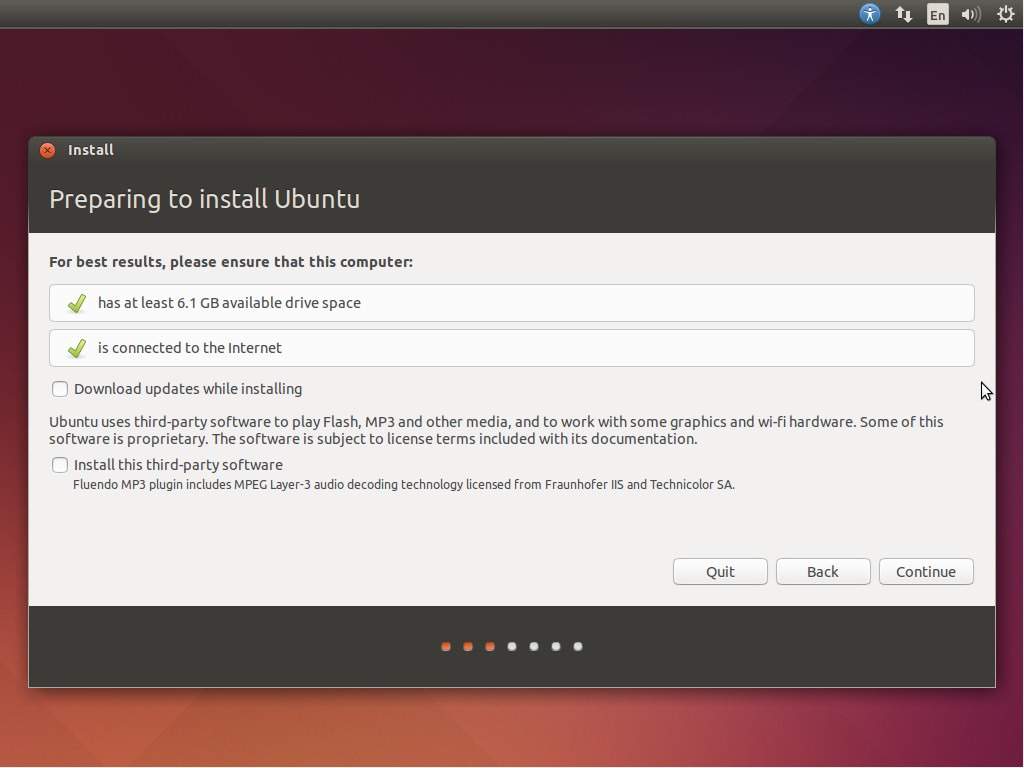 En
Install
Preparing to install Ubuntu
For best results, please ensure that this computer:
has at least 6.1 GB available drive space
is connected to the Internet
Download updates while installing
Ubuntu uses third-party software to play Flash, MP3 and other media, and to work with some graphics and wi-fi hardware. Some of this
software is proprietary. The software is subject to license terms included with its documentation.
Install this third-party software
Fluendo MP3 plugin includes MPEG Layer-3 audio decoding technology licensed from Fraunhofer IIS and Technicolor SA.
Quit Back Continue